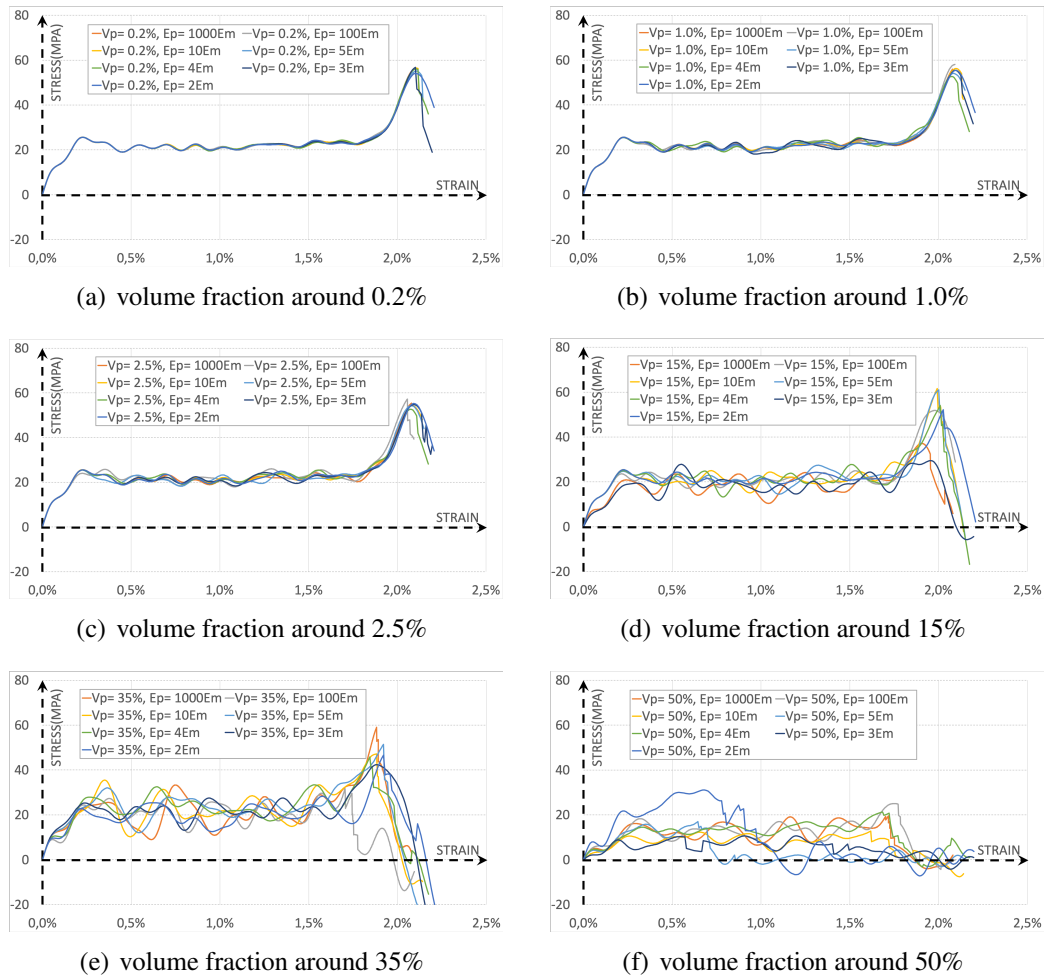 80
60
40
20
0
-20
STRESS(MPA)
Vp= 0.2%, Ep= 1000Em
Vp= 0.2%, Ep= 100Em
Vp= 0.2%, Ep= 10Em
Vp= 0.2%, Ep= 5Em
Vp= 0.2%, Ep= 4Em
Vp= 0.2%, Ep= 3Em
Vp= 0.2%, Ep= 2Em
STRAIN
0,0% 0,5% 1,0% 1,5% 2,0% 2,5%
(a) volume fraction around 0.2%
80
60
40
20
0
-20
STRESS(MPA)
Vp= 1.0%, Ep= 1000Em
Vp= 1.0%, Ep= 100Em
Vp= 1.0%, Ep= 10Em
Vp= 1.0%, Ep= 5Em
Vp= 1.0%, Ep= 4Em
Vp= 1.0%, Ep= 3Em
Vp= 1.0%, Ep= 2Em
STRAIN
0,0% 0,5% 1,0% 1,5% 2,0% 2,5%
(b) volume fraction around 1.0%
80
60
40
20
0
-20
STRESS(MPA)
Vp= 2.5%, Ep= 1000Em
Vp= 2.5%, Ep= 100Em
Vp= 2.5%, Ep= 10Em
Vp= 2.5%, Ep= 5Em
Vp= 2.5%, Ep= 4Em
Vp= 2.5%, Ep= 3Em
Vp= 2.5%, Ep= 2Em
STRAIN
0,0% 0,5% 1,0% 1,5% 2,0% 2,5%
(c) volume fraction around 2.5%
80
60
40
20
0
-20
STRESS(MPA)
Vp= 15%, Ep= 1000Em
Vp= 15%, Ep= 100Em
Vp= 15%, Ep= 10Em
Vp= 15%, Ep= 5Em
Vp= 15%, Ep= 4Em
Vp= 15%, Ep= 3Em
Vp= 15%, Ep= 2Em
STRAIN
0,0% 0,5% 1,0% 1,5% 2,0% 2,5%
(d) volume fraction around 15%
80
60
40
20
0
-20
STRESS(MPA)
Vp= 35%, Ep= 1000Em
Vp= 35%, Ep= 100Em
Vp= 35%, Ep= 10Em
Vp= 35%, Ep= 5Em
Vp= 35%, Ep= 4Em
Vp= 35%, Ep= 3Em
Vp= 35%, Ep= 2Em
STRAIN
0,0% 0,5% 1,0% 1,5% 2,0% 2,5%
(e) volume fraction around 35%
80
60
40
20
0
-20
STRESS(MPA)
Vp= 50%, Ep= 1000Em
Vp= 50%, Ep= 100Em
Vp= 50%, Ep= 10Em
Vp= 50%, Ep= 5Em
Vp= 50%, Ep= 4Em
Vp= 50%, Ep= 3Em
Vp= 50%, Ep= 2Em
STRAIN
0,0% 0,5% 1,0% 1,5% 2,0% 2,5%
(f) volume fraction around 50%